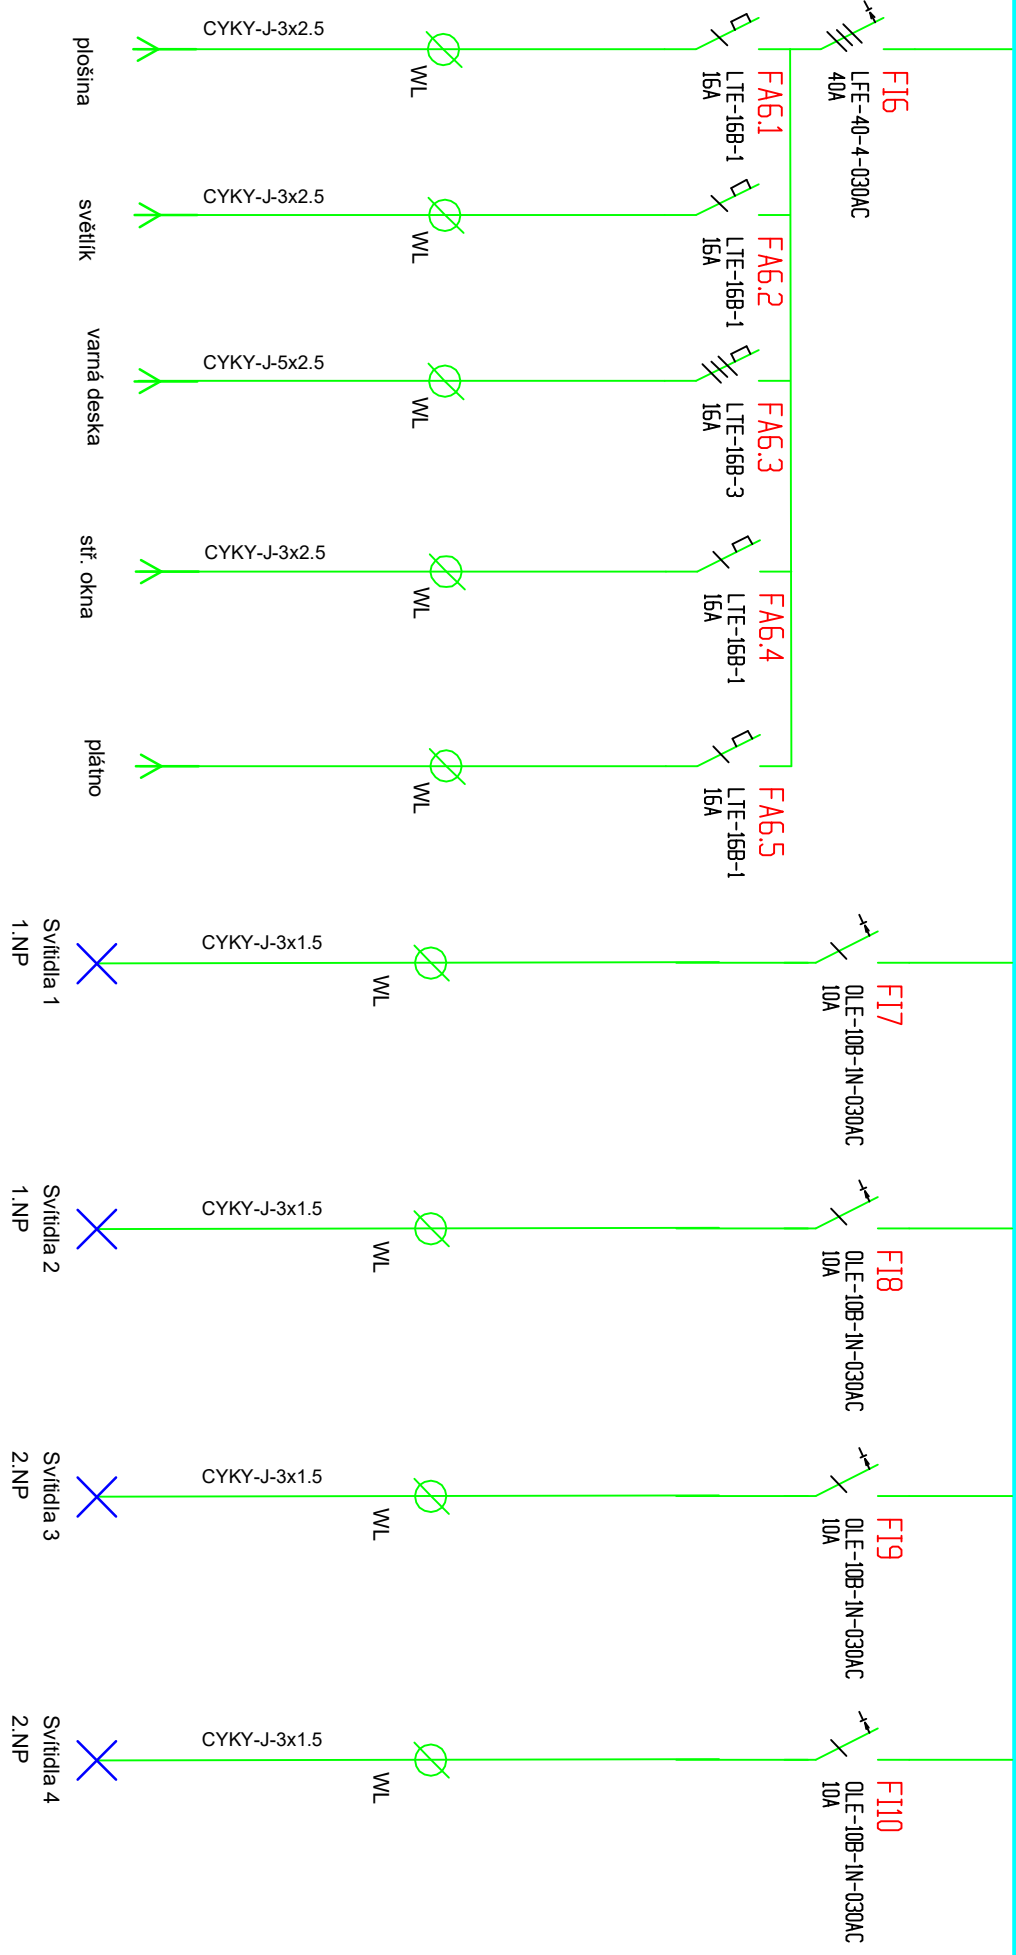 FI6
LFE-40-4-030AC
40A
FA6.1
LTE-16B-1
16A
WL
CYKY-J-3x2.5
plošina
FA6.2
LTE-16B-1
16A
WL
CYKY-J-3x2.5
světlík
FA6.3
LTE-16B-3
16A
WL
CYKY-J-5x2.5
varná deska
FA6.4
LTE-16B-1
16A
WL
CYKY-J-3x2.5
stř. okna
FA6.5
LTE-16B-1
16A
WL
plátno
FI7
OLE-10B-1N-030AC
10A
WL
CYKY-J-3x1.5
Svítidla 1
1.NP
FI8
OLE-10B-1N-030AC
10A
WL
CYKY-J-3x1.5
Svítidla 2
1.NP
FI9
OLE-10B-1N-030AC
10A
WL
CYKY-J-3x1.5
Svítidla 3
2.NP
FI10
OLE-10B-1N-030AC
10A
WL
CYKY-J-3x1.5
Svítidla 4
2.NP